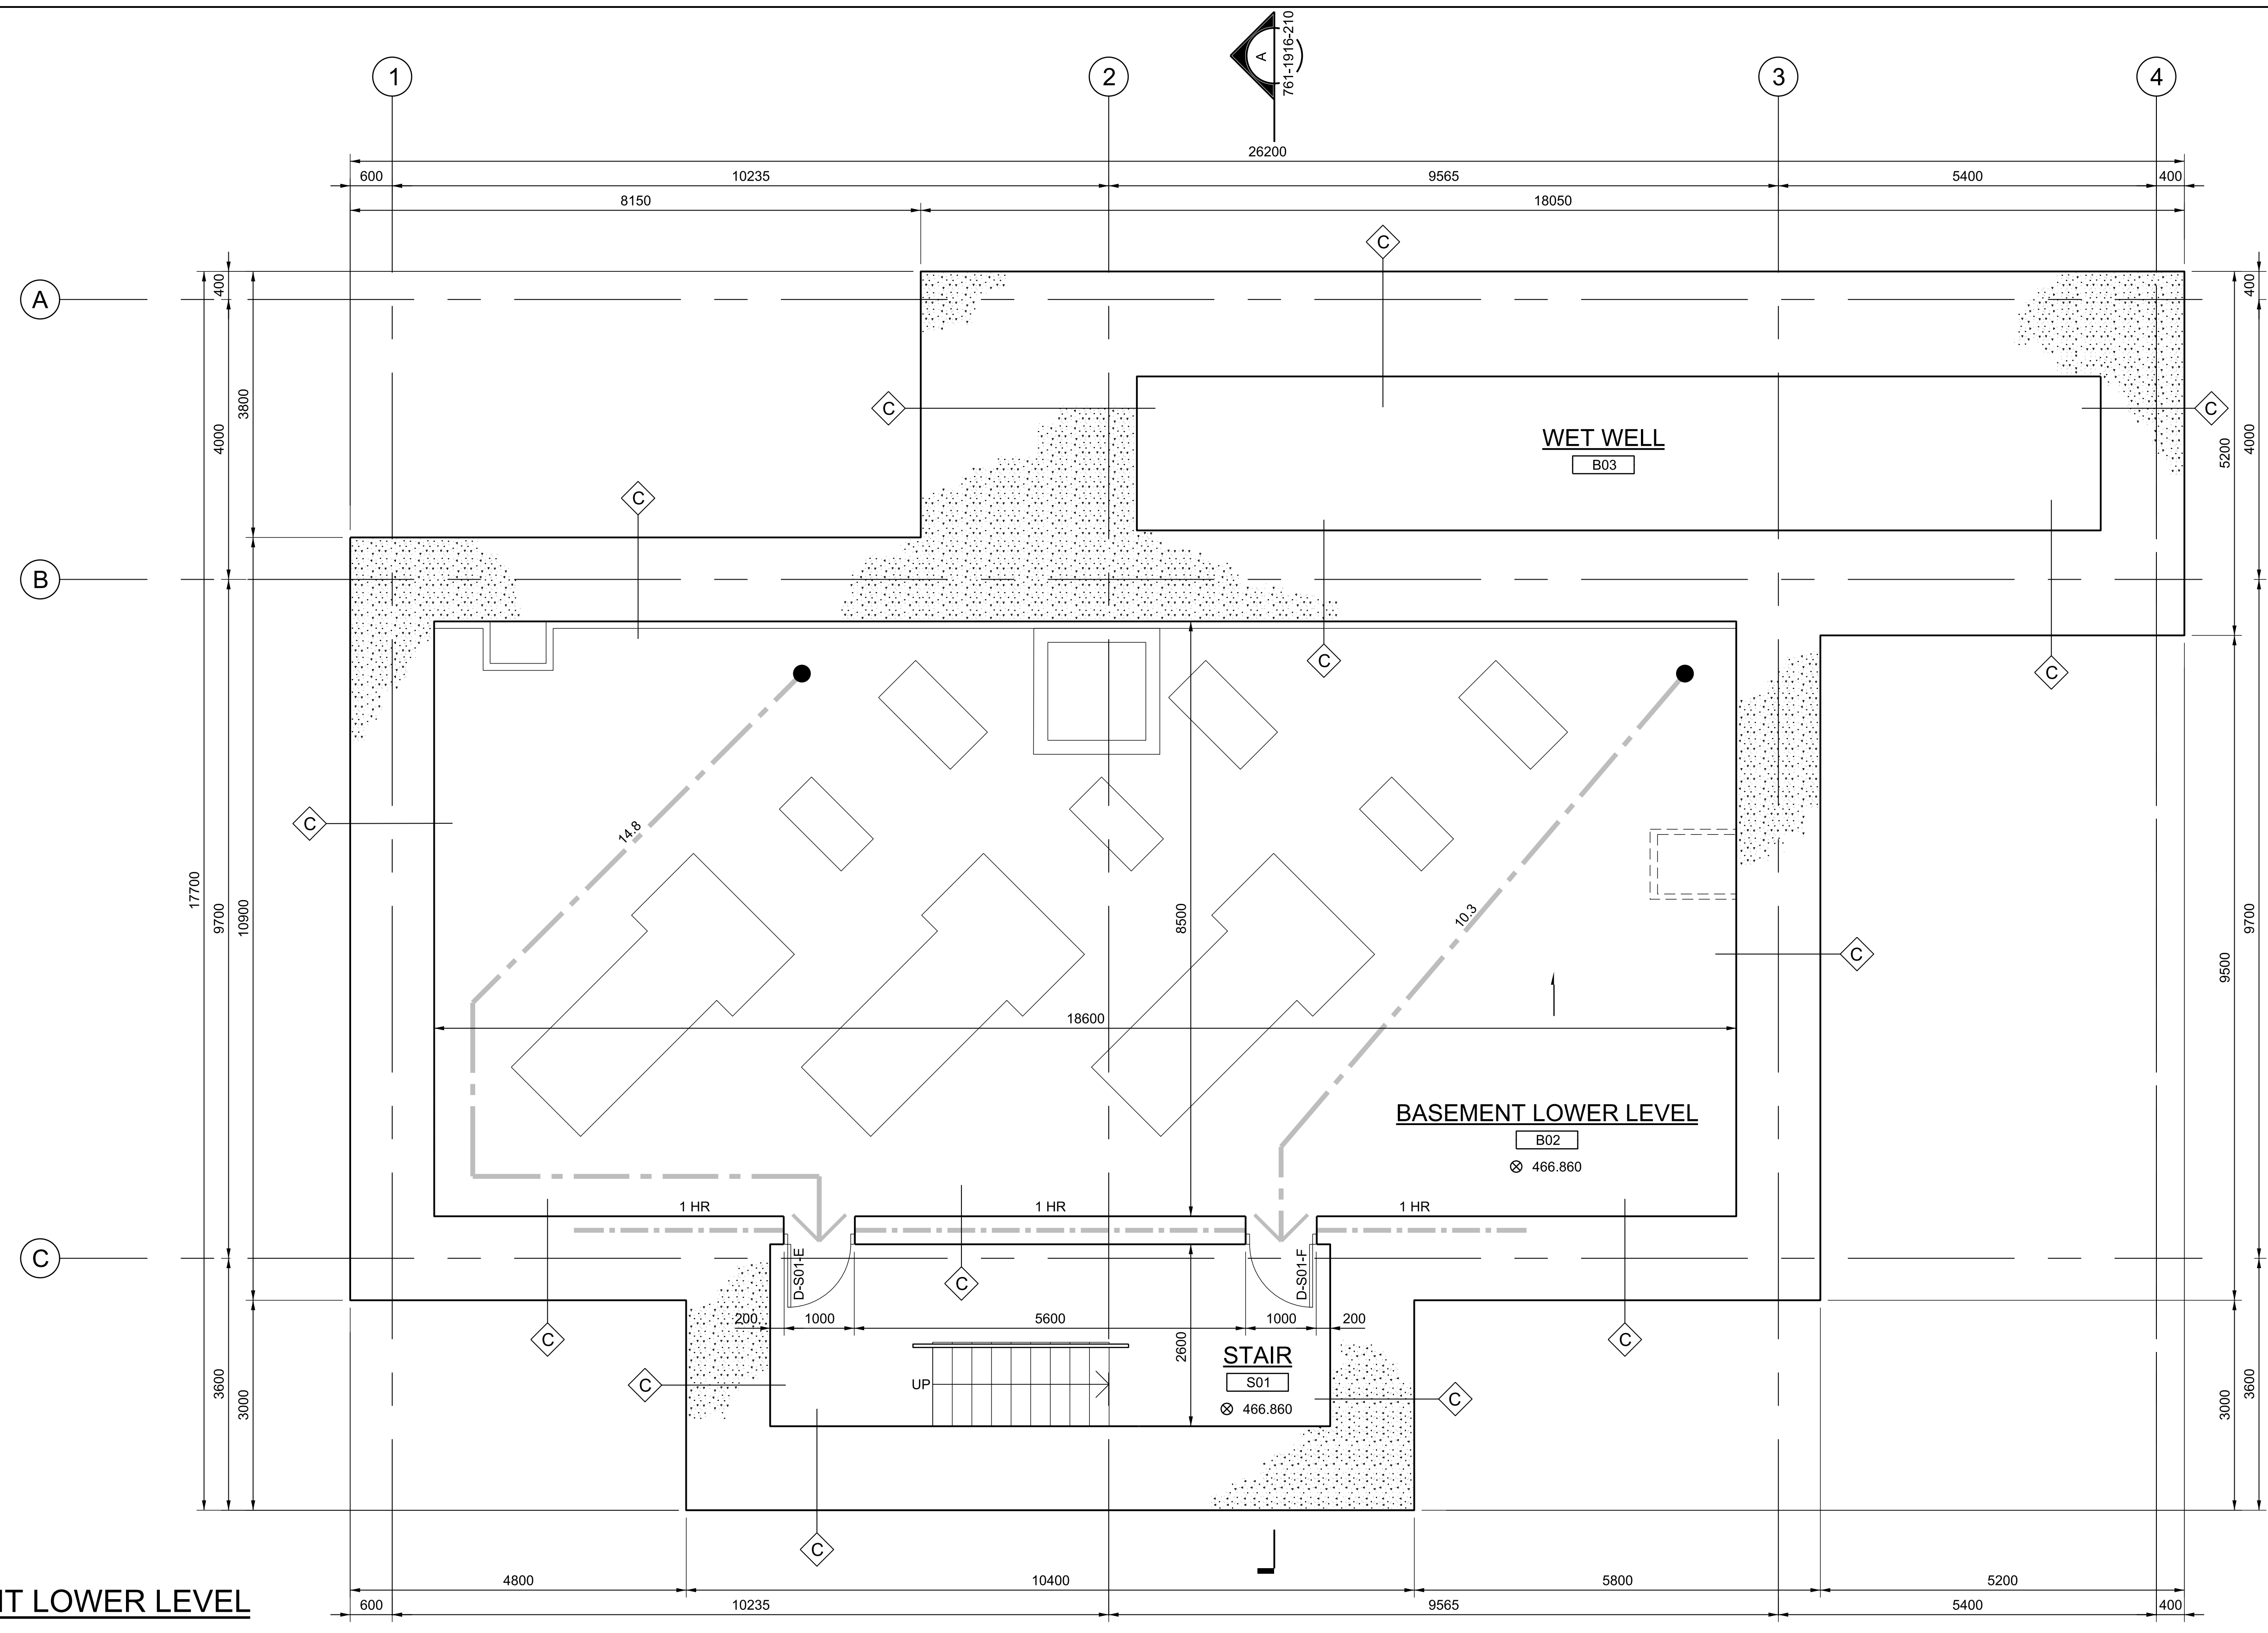 A
761-1916-210
1
2
3
4
26200
600
10235
9565
5400
400
8150
18050
C
A
400
400
3800
4000
C
C
C
WET WELL
B03
5200
4000
C
B
C
C
14.8
C
17700
9700
10900
8500
10.3
C
9500
9700
18600
BASEMENT LOWER LEVEL
B02
466.860
1 HR
1 HR
1 HR
C
D-S01-E
D-S01-F
C
200
1000
5600
1000
200
C
C
2600
STAIR
UP
S01
466.860
C
C
3600
3000
3000
3600
C
4800
10400
5800
5200
IT LOWER LEVEL
600
10235
9565
5400
400